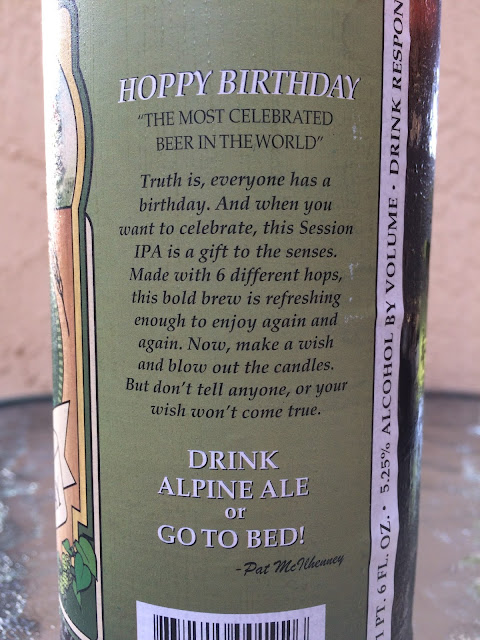 HOPPY BIRTHDAY
“THE MOST CELEBRATED
BEER IN THE WORLD”
Truth is, everyone has a
birthday. And when you
want to celebrate, this Session
IPA is a gift to the senses.
Made with 6 different hops,
this bold brew is refreshing
enough to enjoy again and
again. Now, make a wish
and blow out the candles.
But don’t tell anyone, or your
wish won’t come true.
DRINK
ALPINE ALE
or
GO TO BED!
-Pat McIlhenney
1 PT. 6 FL. OZ. • 5.25% ALCOHOL BY VOLUME • DRINK RESPON